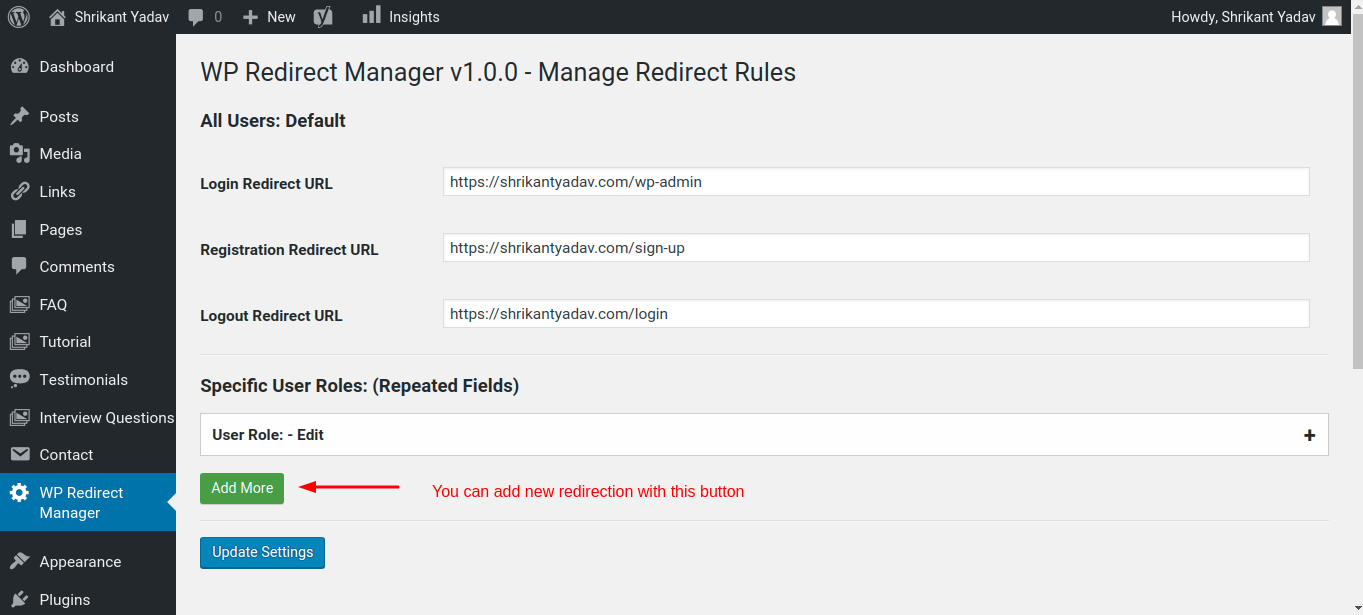 Shrikant Yadav 0 New Insights Howdy, Shrikant Yadav
Dashboard
Posts
Media
Links
Pages
Comments
FAQ
Tutorial
Testimonials
Interview Questions
Contact
WP Redirect
Manager
Appearance
Plugins
WP Redirect Manager v1.0.0 - Manage Redirect Rules
All Users: Default
Login Redirect URL https://shrikantyadav.com/wp-admin
Registration Redirect URL https://shrikantyadav.com/sign-up
Logout Redirect URL https://shrikantyadav.com/login
Specific User Roles: (Repeated Fields)
User Role: - Edit +
Add More You can add new redirection with this button
Update Settings